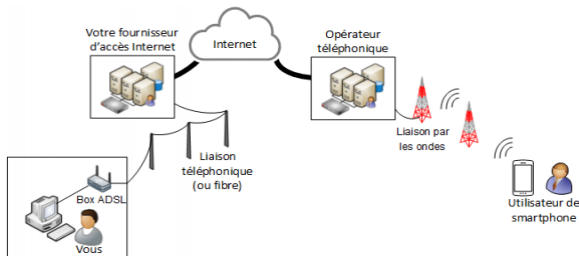 Votre fournisseur
d'accès Internet
Internet
Opérateur
téléphonique
Liaison par
les ondes
Liaison
téléphonique
(ou fibre)
Box ADSL
Vous
Utilisateur de
smartphone